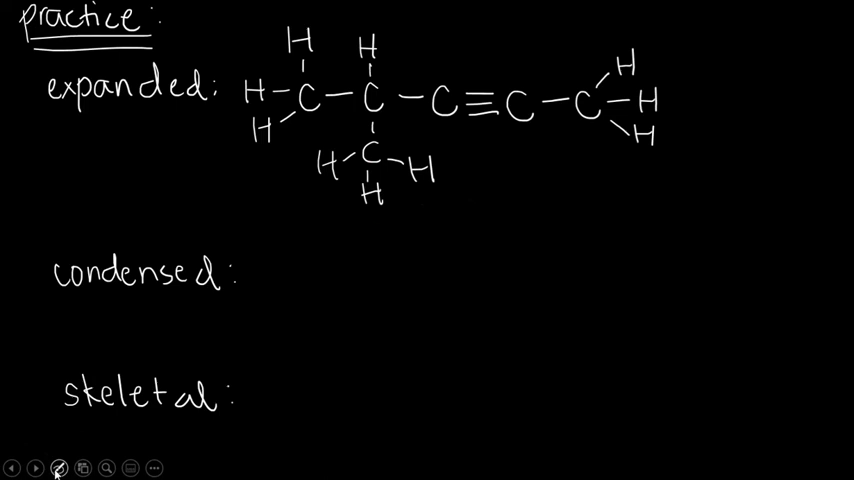 practice:
expanded:
H H H
H – C – C – C ≡ C – C – H
H H
H – C – H
H
condensed:
skeletal: